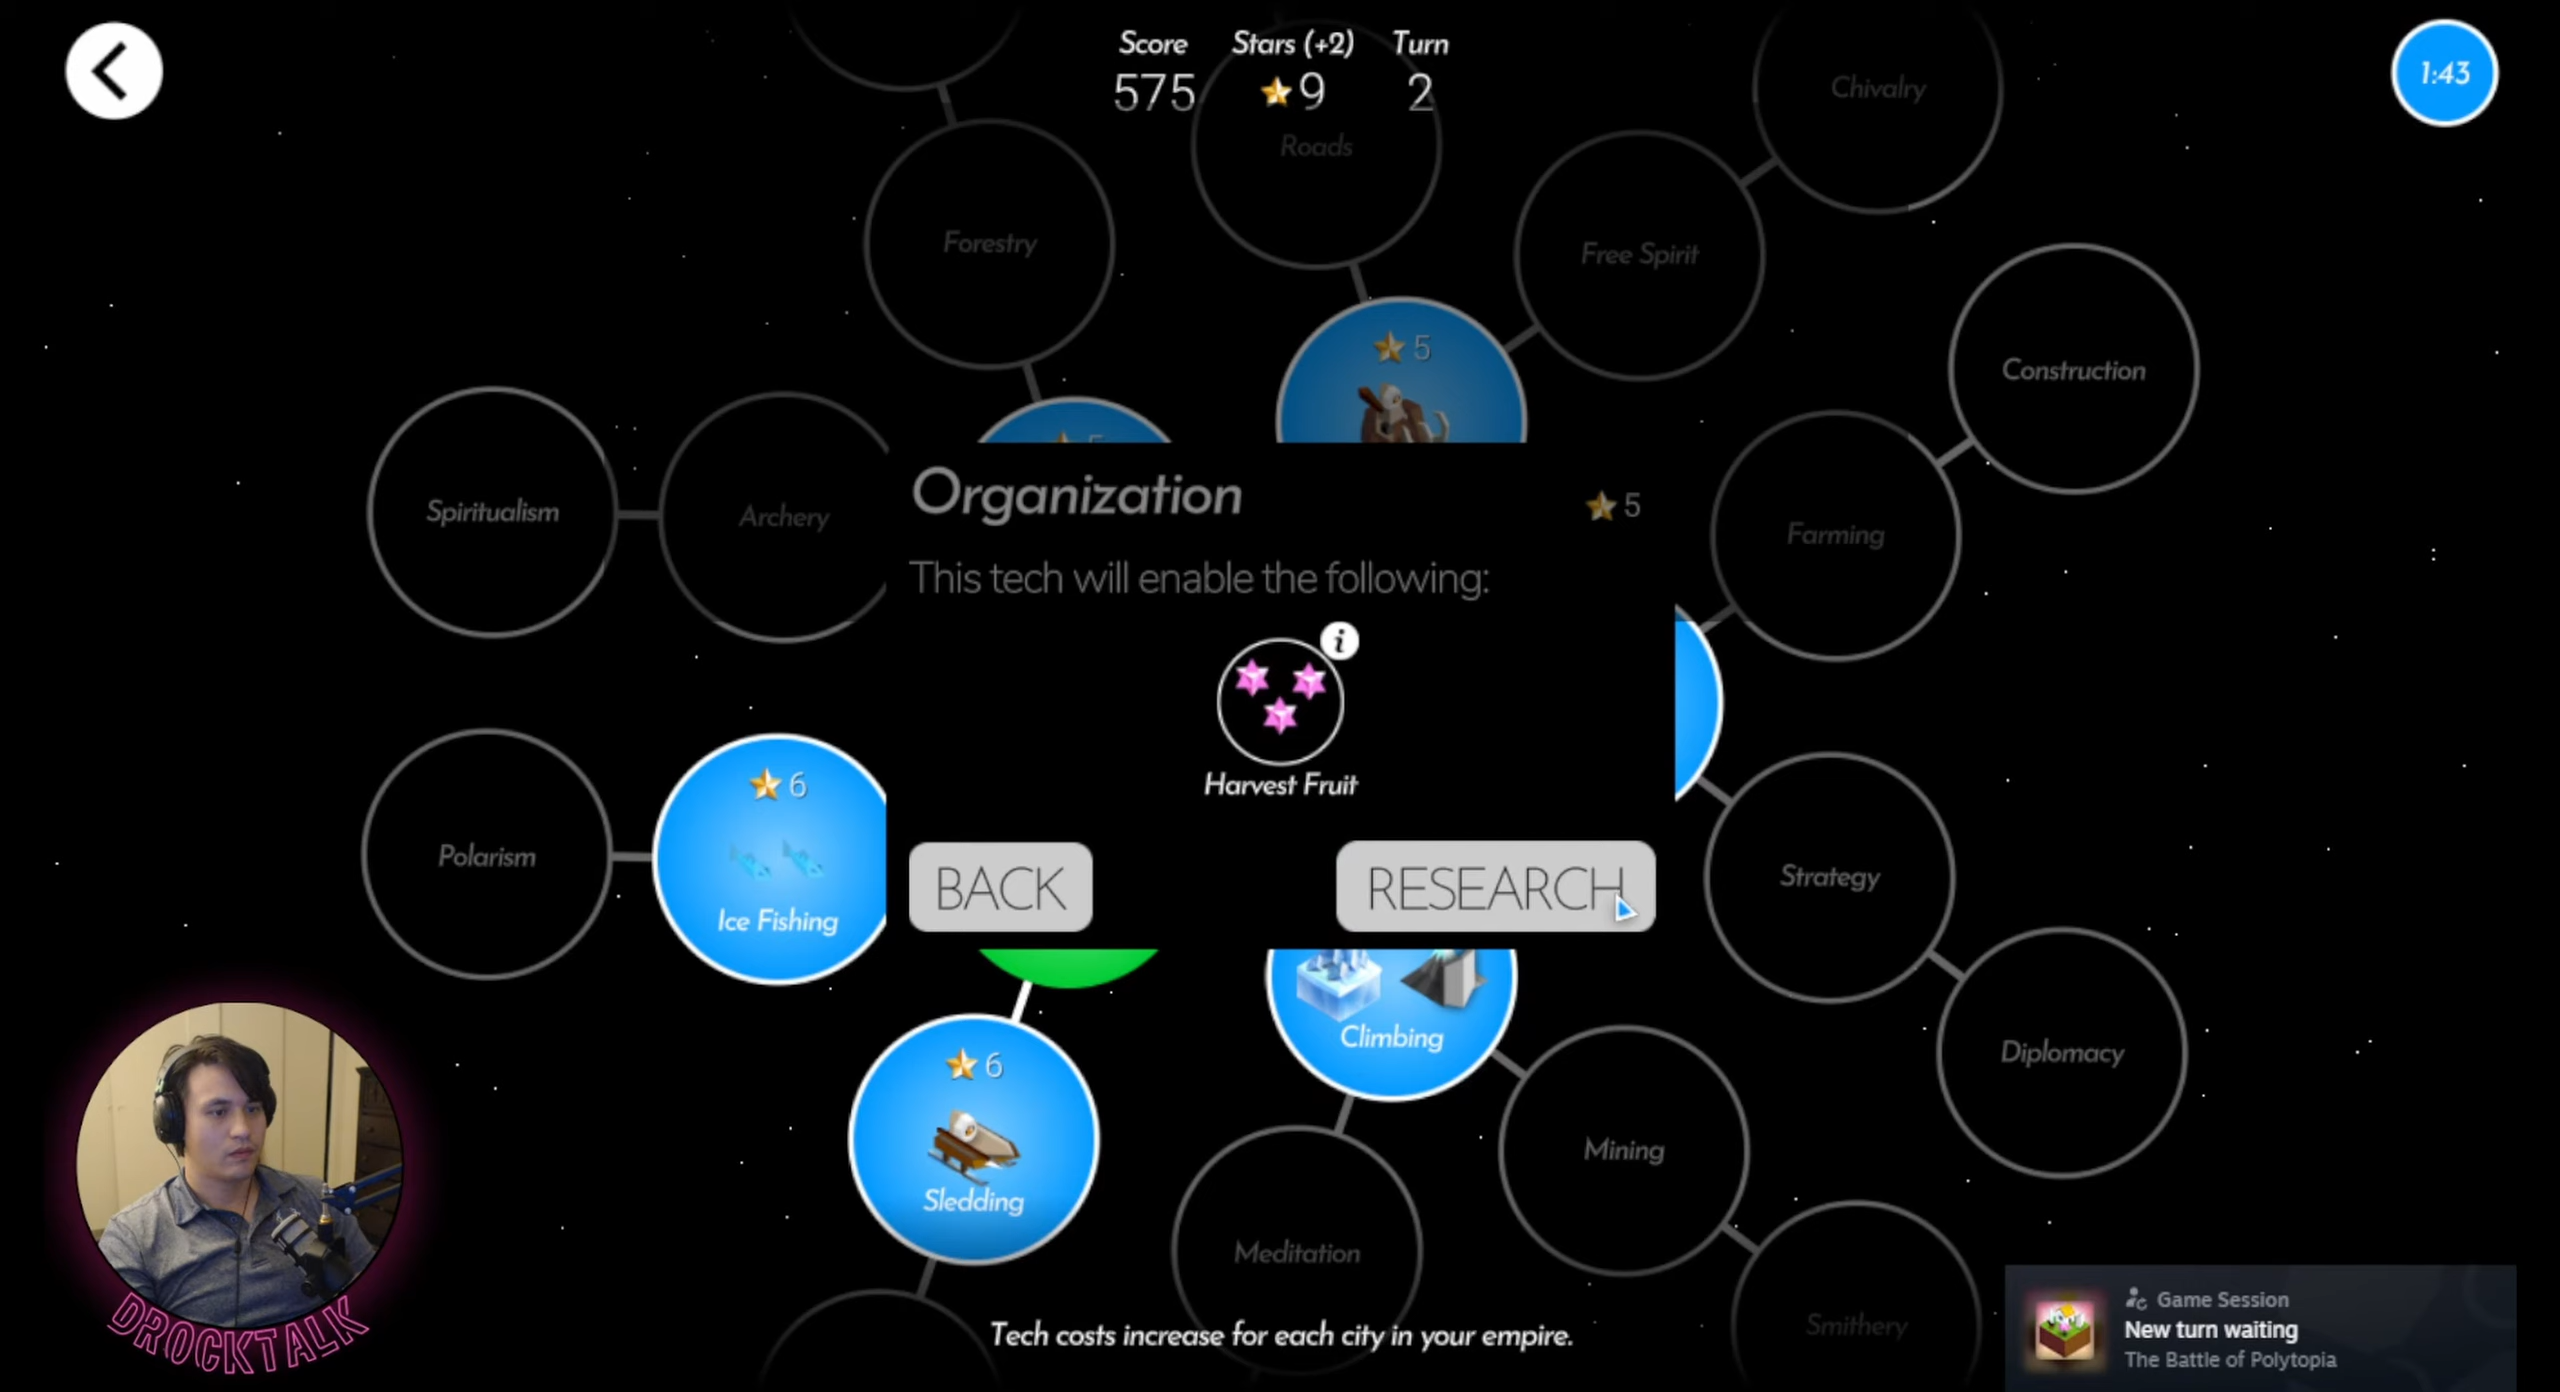 Score
575
Stars (+2)
9
Turn
2
1:43
Chivalry
Roads
Forestry
Free Spirit
Construction
5
Spiritualism
Archery
Farming
Organization
5
This tech will enable the following:
i
Harvest Fruit
6
Ice Fishing
Polarism
Strategy
BACK
RESEARCH
Climbing
Diplomacy
6
Sledding
Mining
Meditation
Smithery
Tech costs increase for each city in your empire.
DROCKTALK
Game Session
New turn waiting
The Battle of Polytopia